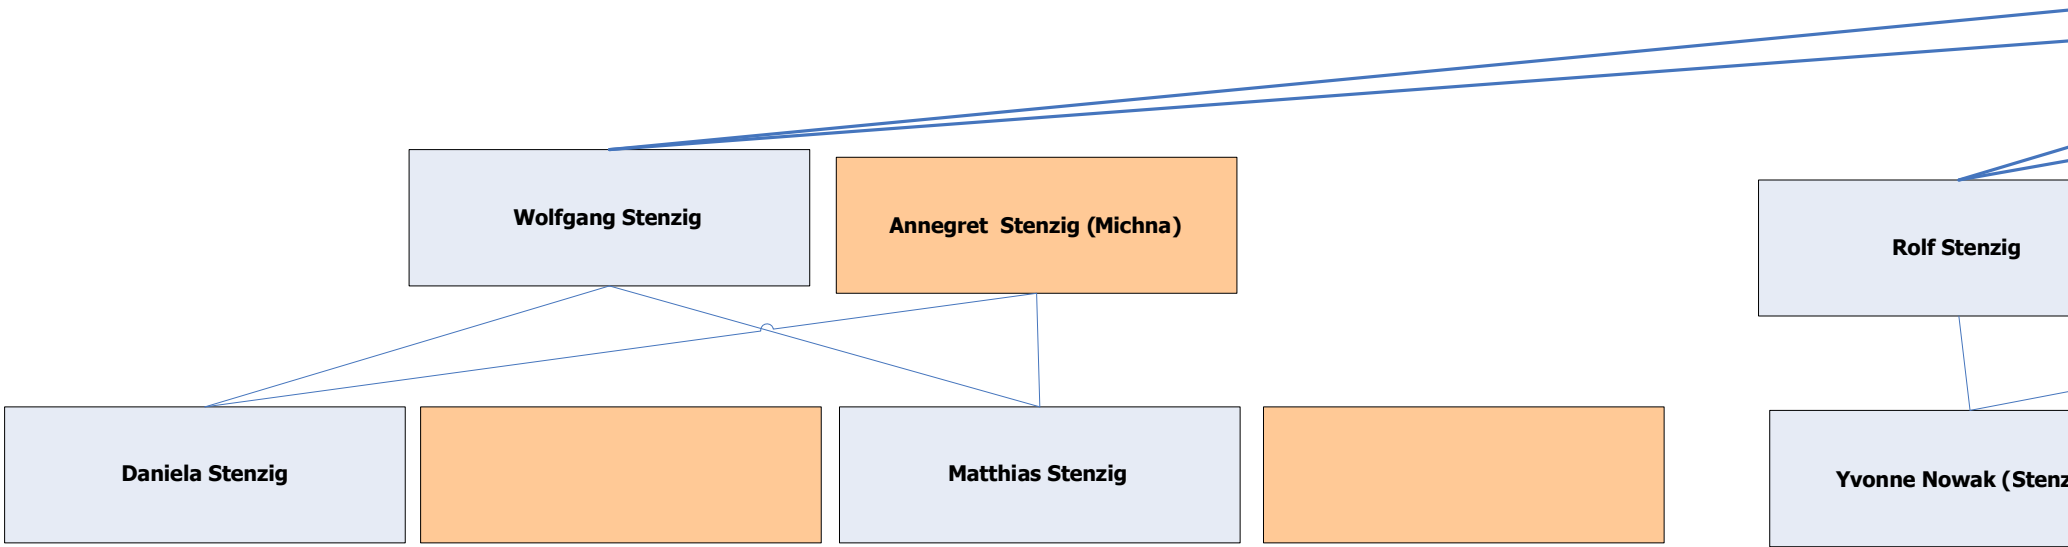 Wolfgang Stenzig
Annegret  Stenzig (Michna)
Rolf Stenzig
Daniela Stenzig
Matthias Stenzig
Yvonne Nowak